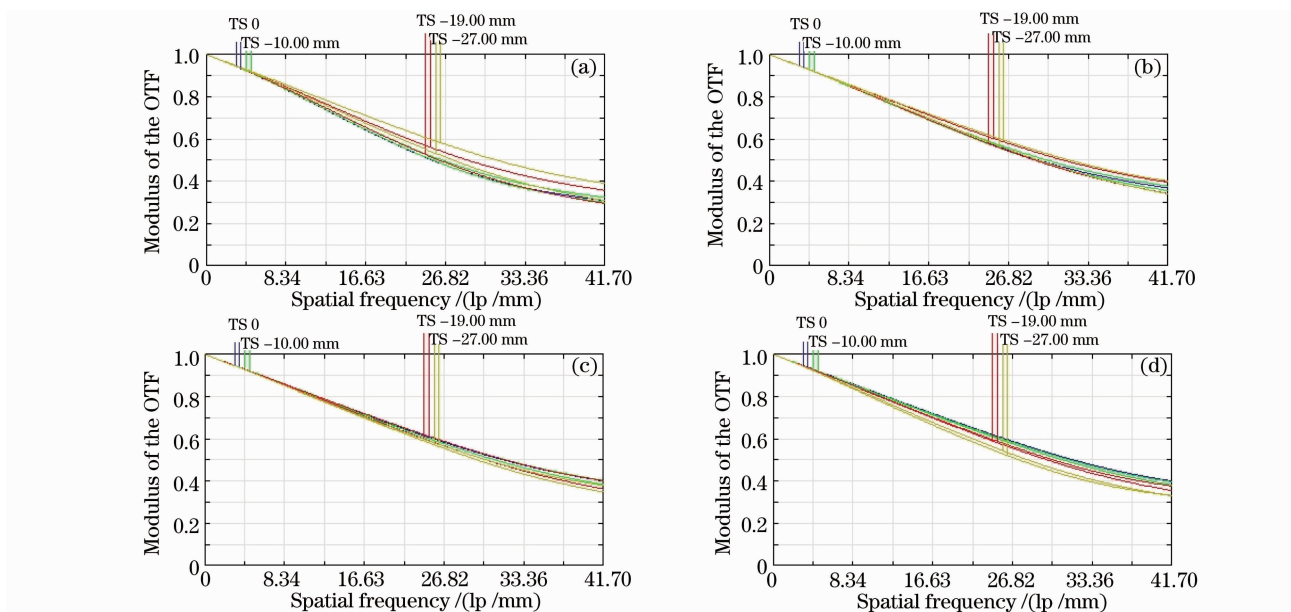 TS 0
TS −10.00 mm
TS −19.00 mm
TS −27.00 mm
(a)
1.0
0.8
0.6
0.4
0.2
0
Modulus of the OTF
0 8.34 16.63 26.82 33.36 41.70
Spatial frequency /(lp /mm)
TS 0
TS −10.00 mm
TS −19.00 mm
TS −27.00 mm
(b)
1.0
0.8
0.6
0.4
0.2
0
Modulus of the OTF
0 8.34 16.63 26.82 33.36 41.70
Spatial frequency /(lp /mm)
TS 0
TS −10.00 mm
TS −19.00 mm
TS −27.00 mm
(c)
1.0
0.8
0.6
0.4
0.2
0
Modulus of the OTF
0 8.34 16.63 26.82 33.36 41.70
Spatial frequency /(lp /mm)
TS 0
TS −10.00 mm
TS −19.00 mm
TS −27.00 mm
(d)
1.0
0.8
0.6
0.4
0.2
0
Modulus of the OTF
0 8.34 16.63 26.82 33.36 41.70
Spatial frequency /(lp /mm)